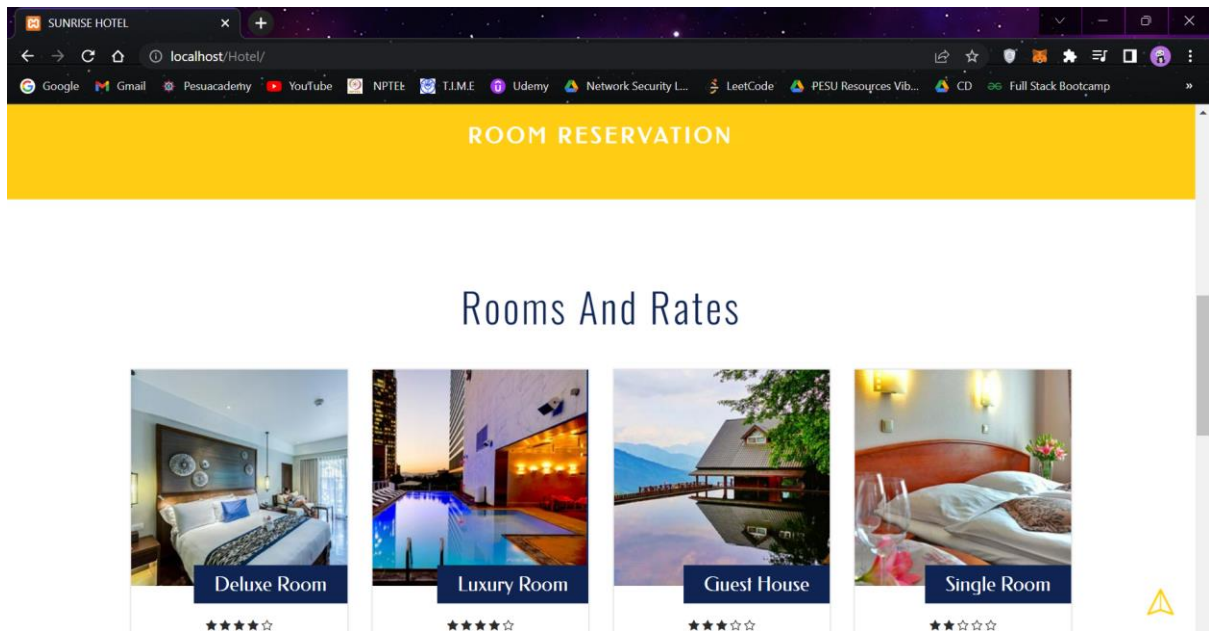 SUNRISE HOTEL
localhost/Hotel/
Google Gmail Pesuacademy YouTube NPTEL T.I.M.E Udemy Network Security L... LeetCode PESU Resources Vib... CD Full Stack Bootcamp »
ROOM RESERVATION
Rooms And Rates
Deluxe Room Luxury Room Guest House Single Room